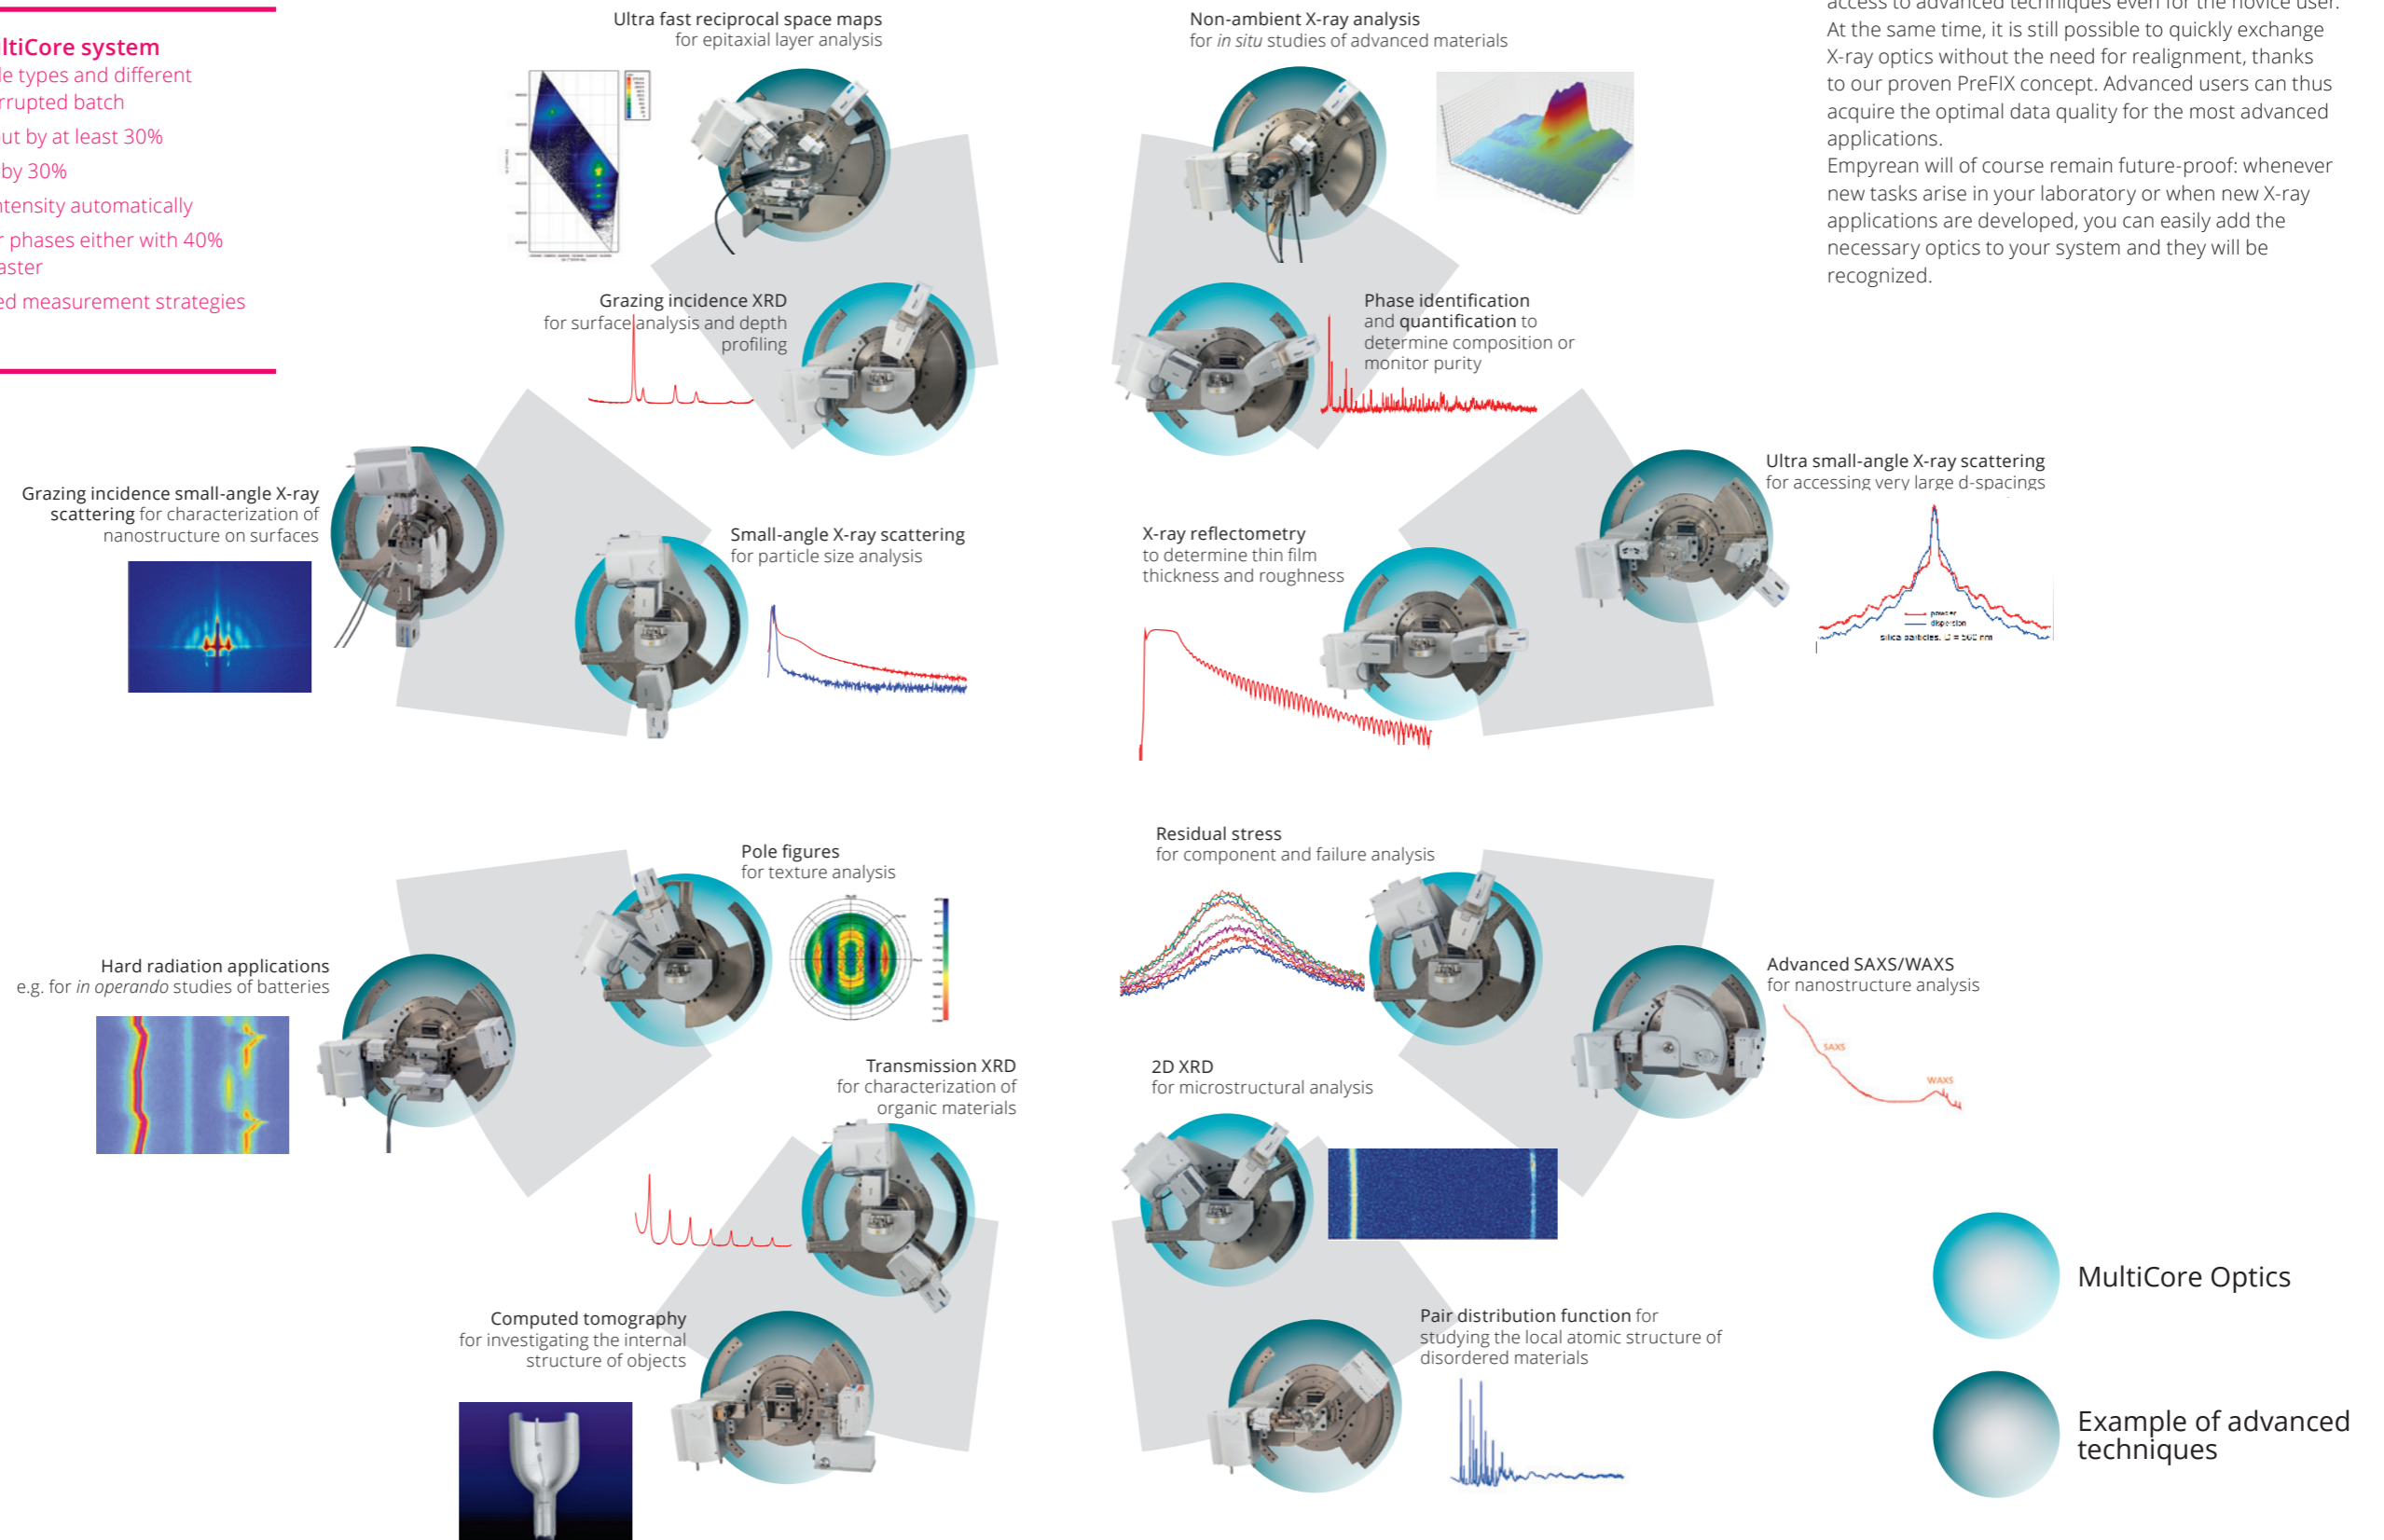 ltiCore system
le types and different
rrupted batch
out by at least 30%
by 30%
ntensity automatically
r phases either with 40%
aster
ed measurement strategies
Ultra fast reciprocal space maps
for epitaxial layer analysis
Non-ambient X-ray analysis
for in situ studies of advanced materials
access to advanced techniques even for the novice user.
At the same time, it is still possible to quickly exchange
X-ray optics without the need for realignment, thanks
to our proven PreFIX concept. Advanced users can thus
acquire the optimal data quality for the most advanced
applications.
Empyrean will of course remain future-proof: whenever
new tasks arise in your laboratory or when new X-ray
applications are developed, you can easily add the
necessary optics to your system and they will be
recognized.
Grazing incidence XRD
for surface analysis and depth
profiling
Phase identification
and quantification to
determine composition or
monitor purity
Grazing incidence small-angle X-ray
scattering for characterization of
nanostructure on surfaces
Small-angle X-ray scattering
for particle size analysis
X-ray reflectometry
to determine thin film
thickness and roughness
Ultra small-angle X-ray scattering
for accessing very large d-spacings
powder
dispersion
silica particles, D = 560 nm
Pole figures
for texture analysis
Residual stress
for component and failure analysis
Hard radiation applications
e.g. for in operando studies of batteries
Advanced SAXS/WAXS
for nanostructure analysis
SAXS
WAXS
Transmission XRD
for characterization of
organic materials
2D XRD
for microstructural analysis
Computed tomography
for investigating the internal
structure of objects
Pair distribution function for
studying the local atomic structure of
disordered materials
MultiCore Optics
Example of advanced
techniques